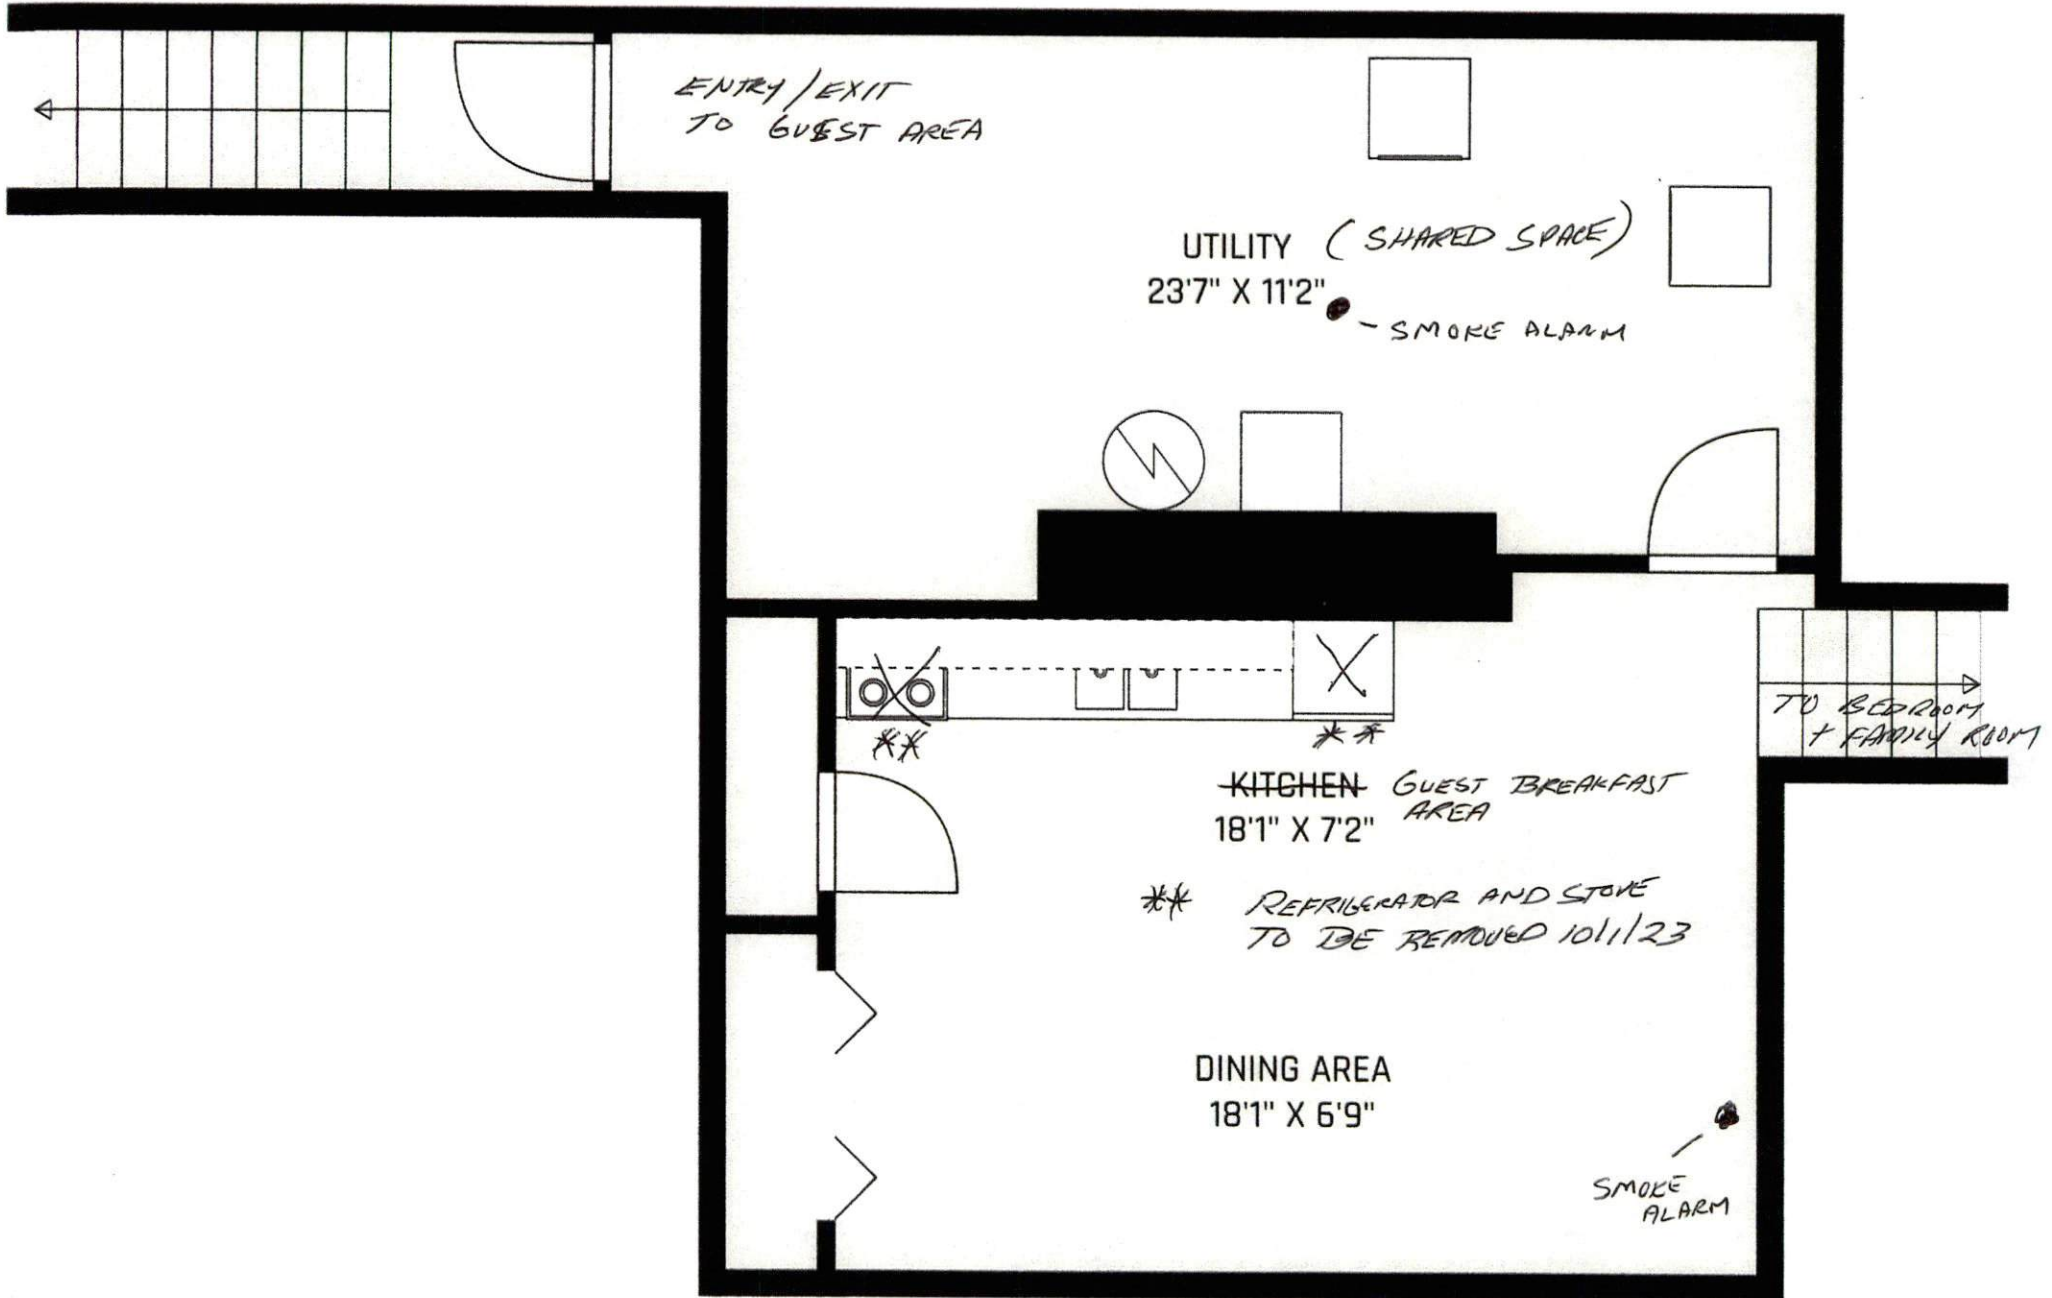 ENTRY/EXIT
TO GUEST AREA
UTILITY (SHARED SPACE)
23'7" X 11'2"
- SMOKE ALARM
TO BEDROOM
+ FAMILY ROOM
**
**
KITCHEN GUEST BREAKFAST
AREA
18'1" X 7'2"
** REFRIGERATOR AND STOVE
TO BE REMOVED 10/1/23
DINING AREA
18'1" X 6'9"
SMOKE
ALARM